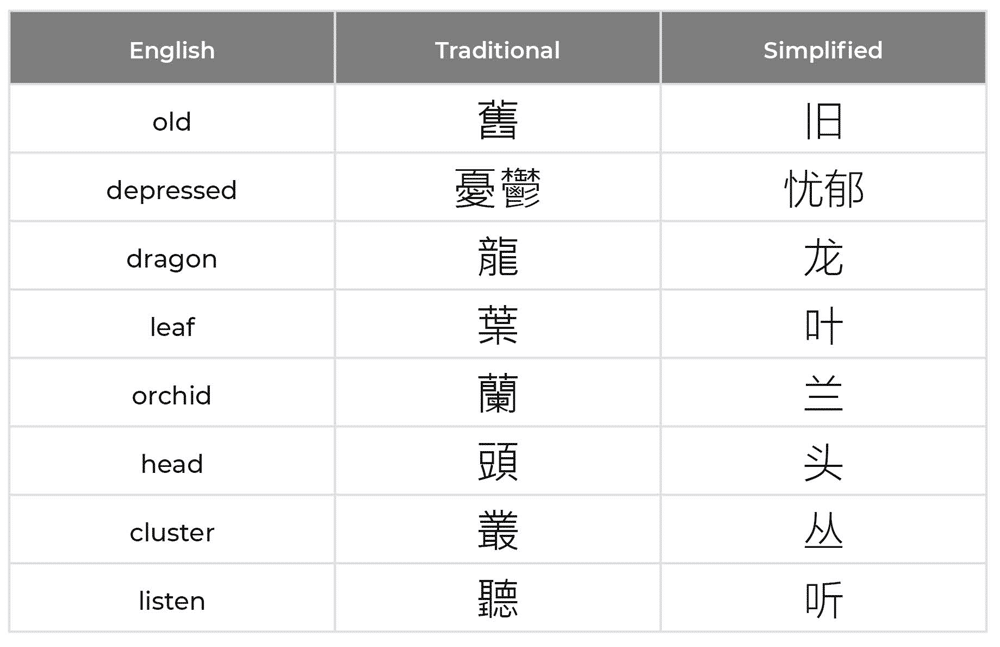 English Traditional Simplified
old 舊 旧
depressed 憂鬱 忧郁
dragon 龍 龙
leaf 葉 叶
orchid 蘭 兰
head 頭 头
cluster 叢 丛
listen 聽 听